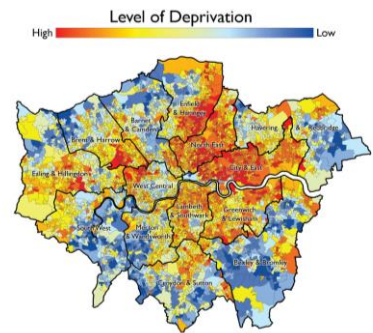 Level of Deprivation
High
Low
Enfield
& Haringey
Barnet
& Camden
Havering & Redbridge
Brent & Harrow
North East
Ealing & Hillingdon
City & East
West Central
Lambeth
& Southwark
Greenwich
& Lewisham
South West
Merton
& Wandsworth
Bexley & Bromley
Croydon & Sutton